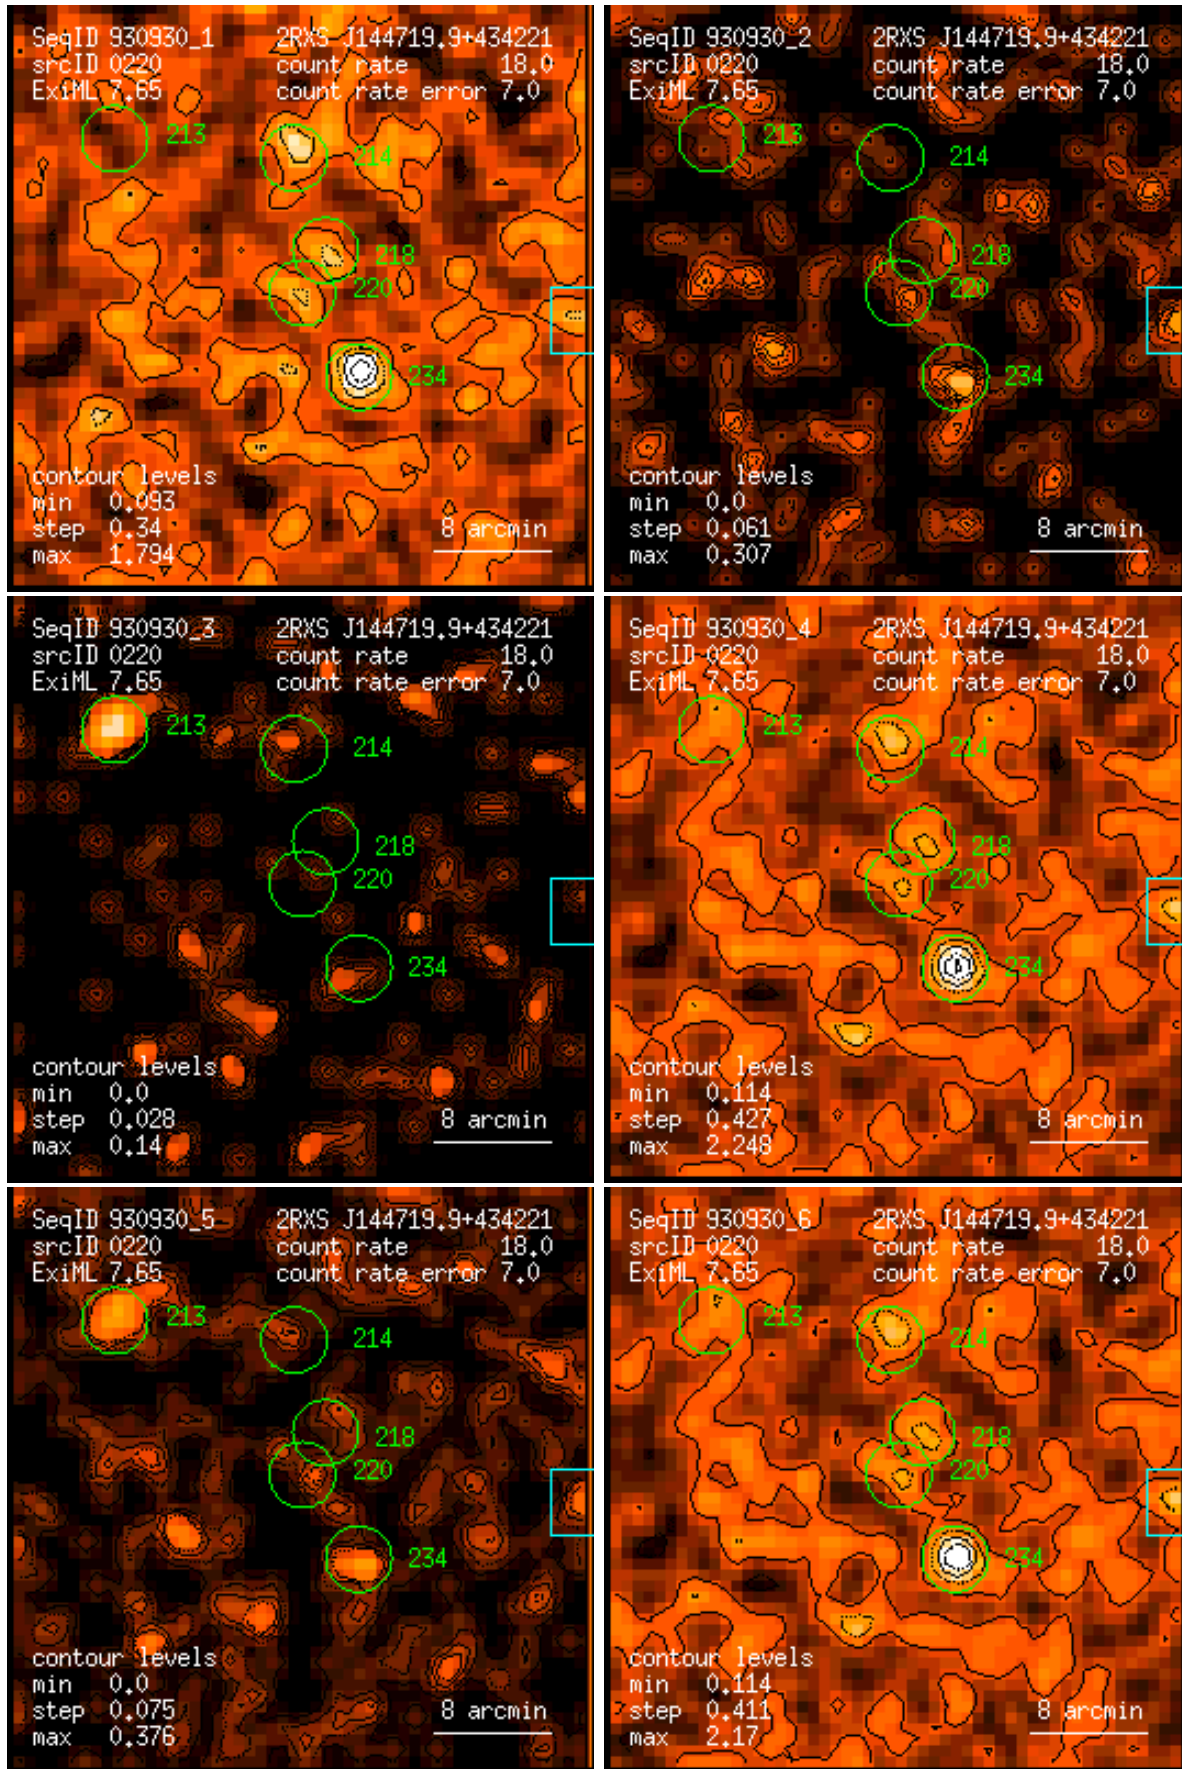 SeqID 930930_1 2RXS J144719.9+434221
srcID 0220 count rate 18.0
ExiML 7.65 count rate error 7.0
213
214
218
220
234
contour levels
min 0.093
step 0.34 8 arcmin
max 1.794
SeqID 930930_2 2RXS J144719.9+434221
srcID 0220 count rate 18.0
ExiML 7.65 count rate error 7.0
213
214
218
220
234
contour levels
min 0.0
step 0.061 8 arcmin
max 0.307
SeqID 930930_3 2RXS J144719.9+434221
srcID 0220 count rate 18.0
ExiML 7.65 count rate error 7.0
213
214
218
220
234
contour levels
min 0.0
step 0.028 8 arcmin
max 0.14
SeqID 930930_4 2RXS J144719.9+434221
srcID 0220 count rate 18.0
ExiML 7.65 count rate error 7.0
213
214
218
220
234
contour levels
min 0.114
step 0.427 8 arcmin
max 2.248
SeqID 930930_5 2RXS J144719.9+434221
srcID 0220 count rate 18.0
ExiML 7.65 count rate error 7.0
213
214
218
220
234
contour levels
min 0.0
step 0.075 8 arcmin
max 0.376
SeqID 930930_6 2RXS J144719.9+434221
srcID 0220 count rate 18.0
ExiML 7.65 count rate error 7.0
213
214
218
220
234
contour levels
min 0.114
step 0.411 8 arcmin
max 2.17